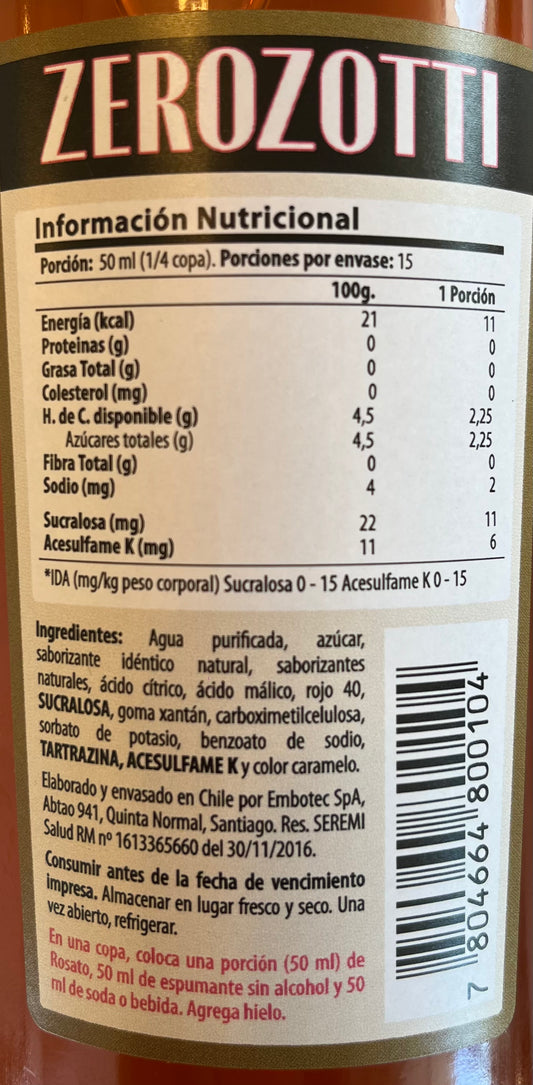 ZEROZOTTI
Información Nutricional
Porción: 50 ml (1/4 copa). Porciones por envase: 15
100g. 1 Porción
Energía (kcal) 21 11
Proteinas (g) 0 0
Grasa Total (g) 0 0
Colesterol (mg) 0 0
H. de C. disponible (g) 4,5 2,25
Azúcares totales (g) 4,5 2,25
Fibra Total (g) 0 0
Sodio (mg) 4 2
Sucralosa (mg) 22 11
Acesulfame K (mg) 11 6
*IDA (mg/kg peso corporal) Sucralosa 0 - 15 Acesulfame K 0 - 15
Ingredientes: Agua purificada, azúcar,
saborizante idéntico natural, saborizantes
naturales, ácido cítrico, ácido málico, rojo 40,
SUCRALOSA, goma xantán, carboximetilcelulosa,
sorbato de potasio, benzoato de sodio,
TARTRAZINA, ACESULFAME K y color caramelo.
Elaborado y envasado en Chile por Embotec SpA,
Abtao 941, Quinta Normal, Santiago. Res. SEREMI
Salud RM nº 1613365660 del 30/11/2016.
Consumir antes de la fecha de vencimiento
impresa. Almacenar en lugar fresco y seco. Una
vez abierto, refrigerar.
En una copa, coloca una porción (50 ml) de
Rosato, 50 ml de espumante sin alcohol y 50
ml de soda o bebida. Agrega hielo.
7 804664 800104